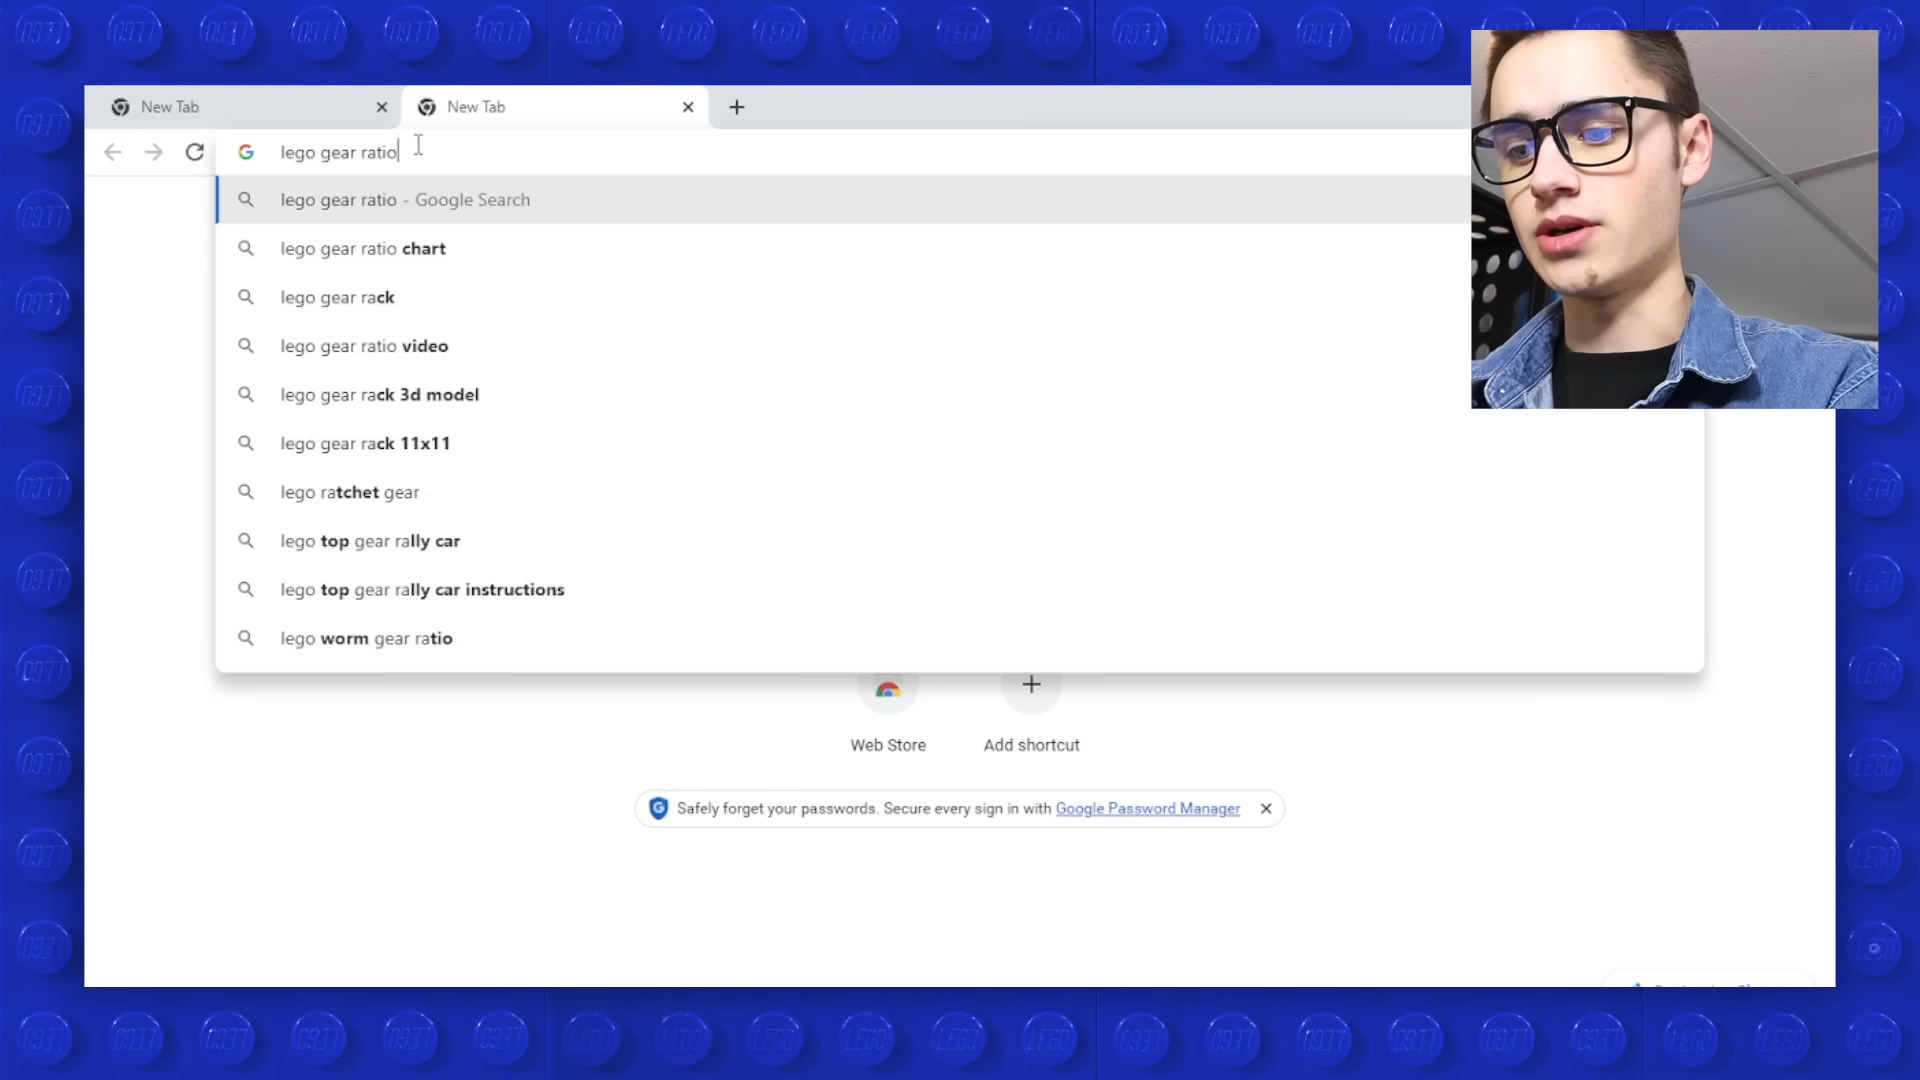 New Tab
New Tab
lego gear ratio
lego gear ratio - Google Search
lego gear ratio chart
lego gear rack
lego gear ratio video
lego gear rack 3d model
lego gear rack 11x11
lego ratchet gear
lego top gear rally car
lego top gear rally car instructions
lego worm gear ratio
Web Store
Add shortcut
Safely forget your passwords. Secure every sign in with Google Password Manager